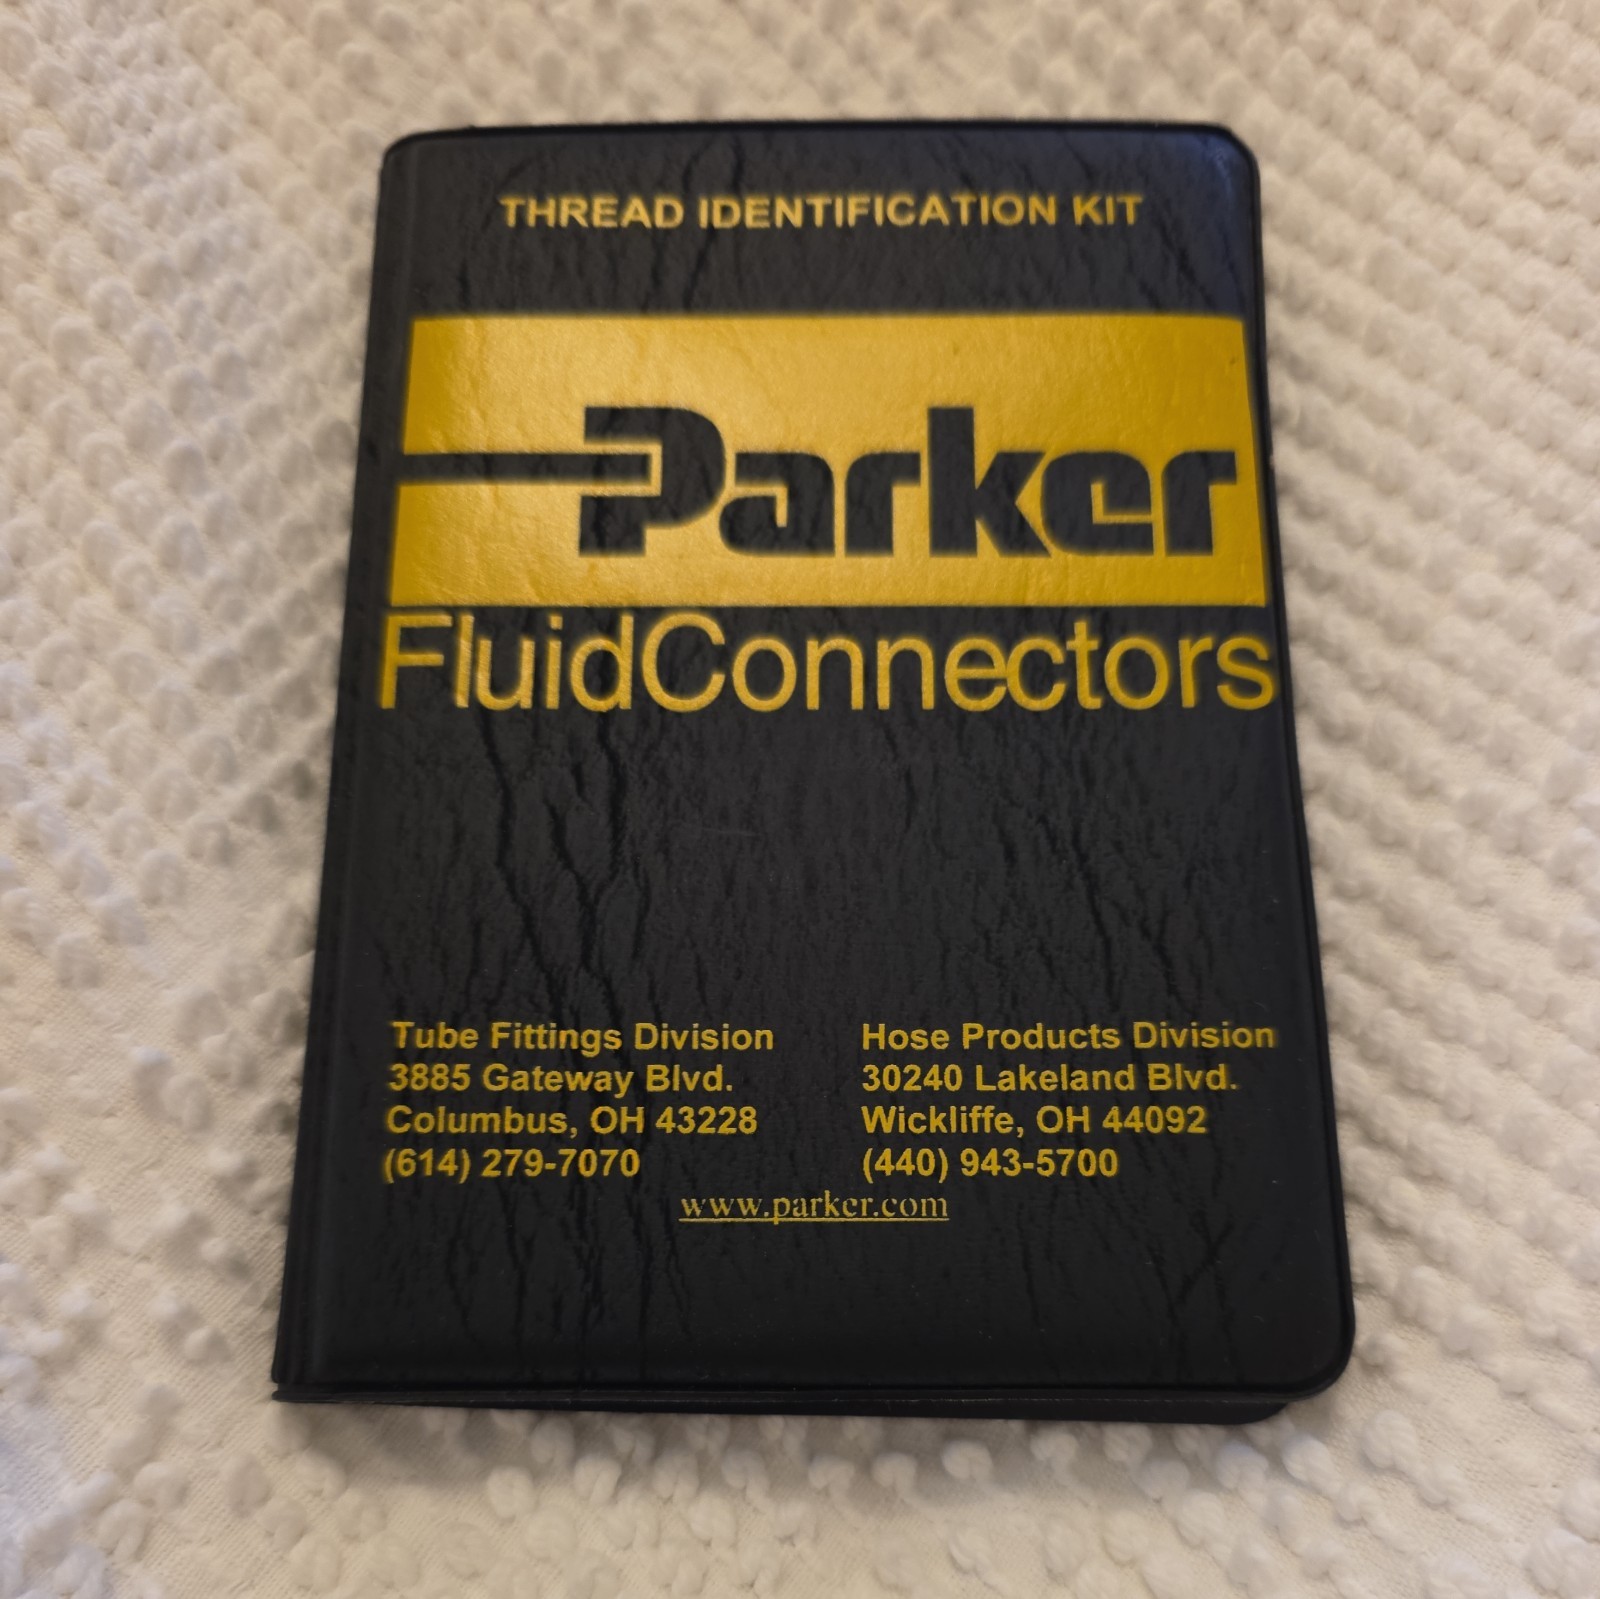 THREAD IDENTIFICATION KIT
Parker
FluidConnectors
Tube Fittings Division
3885 Gateway Blvd.
Columbus, OH 43228
(614) 279-7070
Hose Products Division
30240 Lakeland Blvd.
Wickliffe, OH 44092
(440) 943-5700
www.parker.com